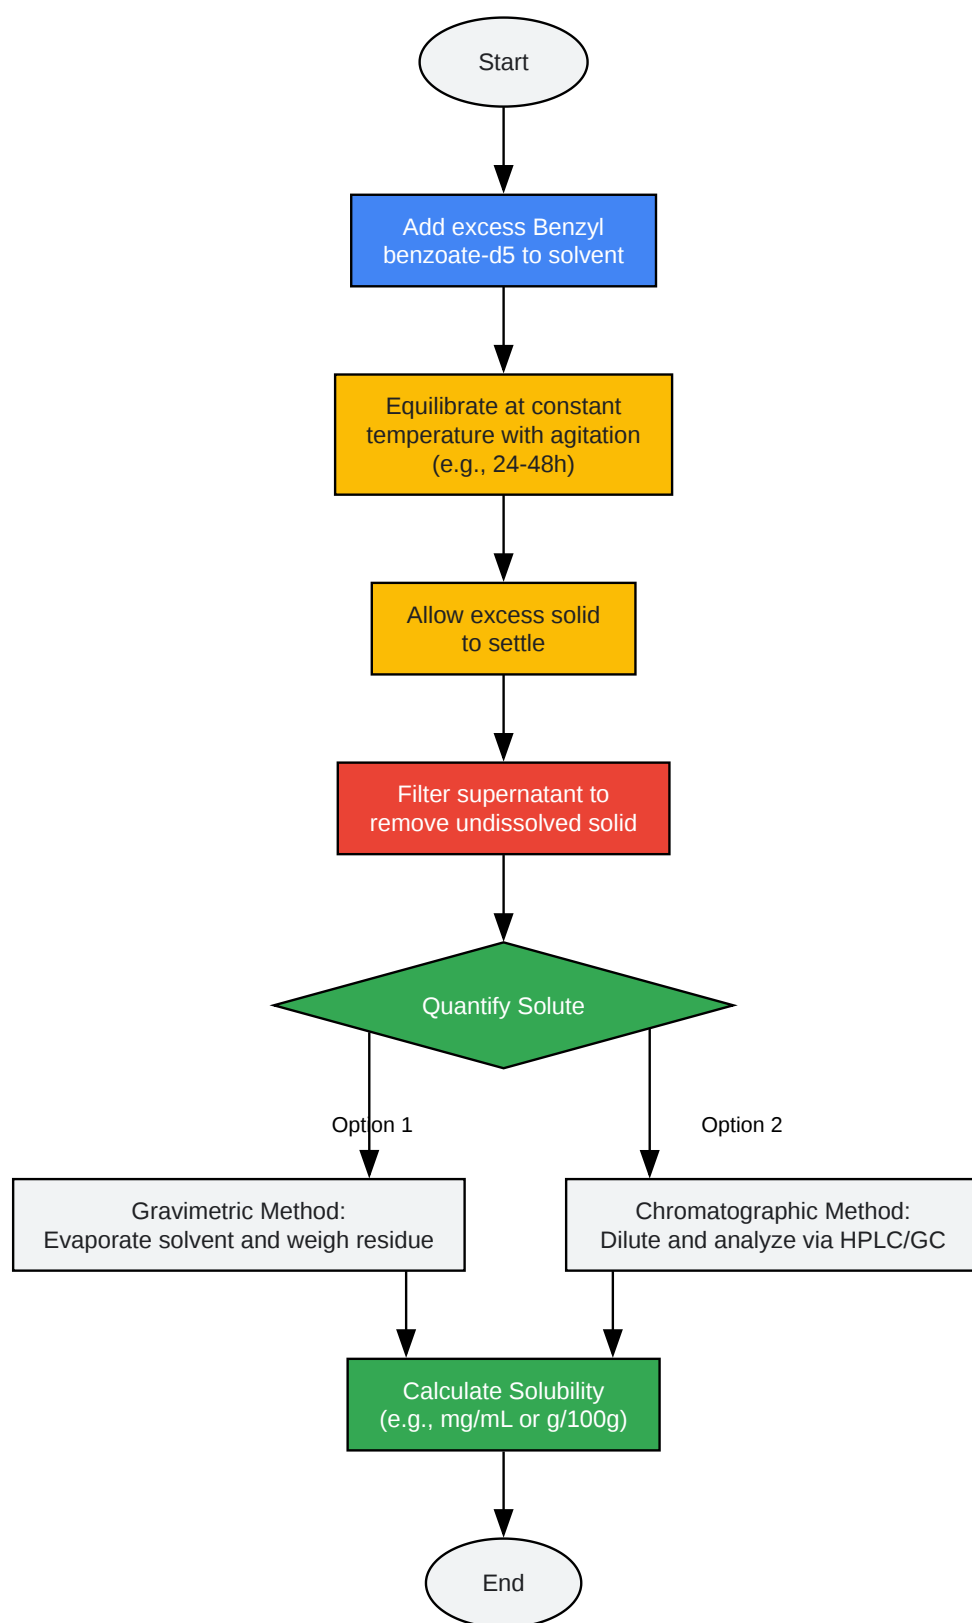 Start
Add excess Benzyl
benzoate-d5 to solvent
Equilibrate at constant
temperature with agitation
(e.g., 24-48h)
Allow excess solid
to settle
Filter supernatant to
remove undissolved solid
Quantify Solute
Option 1
Option 2
Gravimetric Method:
Evaporate solvent and weigh residue
Chromatographic Method:
Dilute and analyze via HPLC/GC
Calculate Solubility
(e.g., mg/mL or g/100g)
End